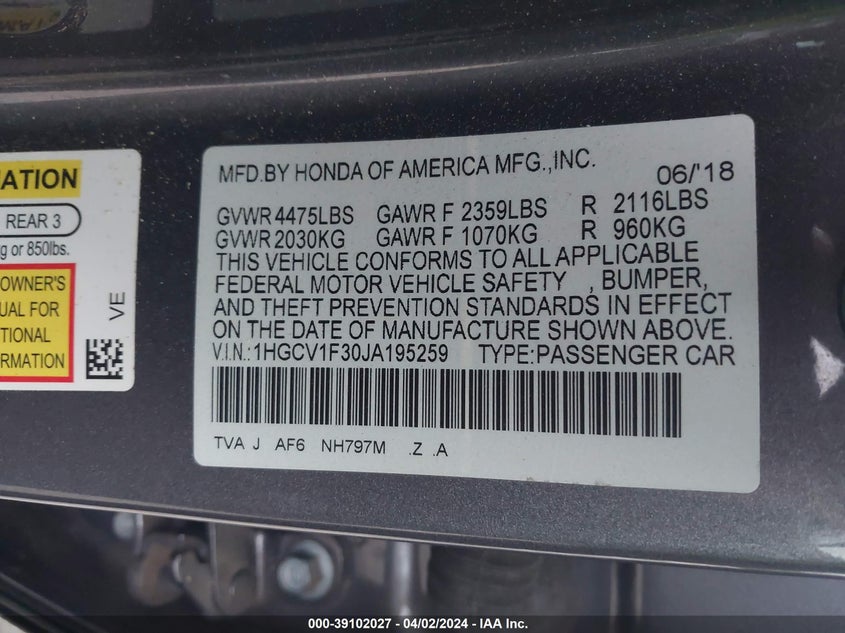 MFD.BY HONDA OF AMERICA MFG.,INC. 06/'18
GVWR 4475LBS GAWR F 2359LBS R 2116LBS
GVWR 2030KG GAWR F 1070KG R 960KG
THIS VEHICLE CONFORMS TO ALL APPLICABLE
FEDERAL MOTOR VEHICLE SAFETY , BUMPER,
AND THEFT PREVENTION STANDARDS IN EFFECT
ON THE DATE OF MANUFACTURE SHOWN ABOVE.
V.I.N.:1HGCV1F30JA195259 TYPE:PASSENGER CAR
TVA J AF6 NH797M .Z .A
ATION
REAR 3
g or 850lbs.
OWNER'S
UAL FOR
TIONAL
ORMATION
VE
000-39102027 - 04/02/2024 - IAA Inc.